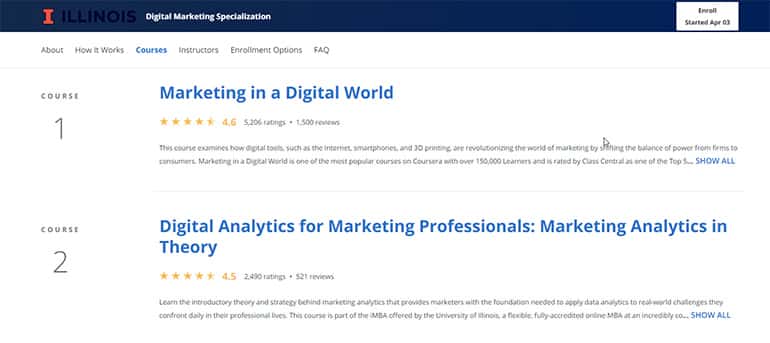 I ILLINOIS Digital Marketing Specialization
Enroll
Started Apr 03
About How It Works Courses Instructors Enrollment Options FAQ
COURSE
1
Marketing in a Digital World
4.6 5,206 ratings • 1,500 reviews
This course examines how digital tools, such as the Internet, smartphones, and 3D printing, are revolutionizing the world of marketing by shifting the balance of power from firms to
consumers. Marketing in a Digital World is one of the most popular courses on Coursera with over 150,000 Learners and is rated by Class Central as one of the Top 5... SHOW ALL
COURSE
2
Digital Analytics for Marketing Professionals: Marketing Analytics in
Theory
4.5 2,490 ratings • 521 reviews
Learn the introductory theory and strategy behind marketing analytics that provides marketers with the foundation needed to apply data analytics to real-world challenges they
confront daily in their professional lives. This course is part of the iMBA offered by the University of Illinois, a flexible, fully-accredited online MBA at an incredibly co... SHOW ALL